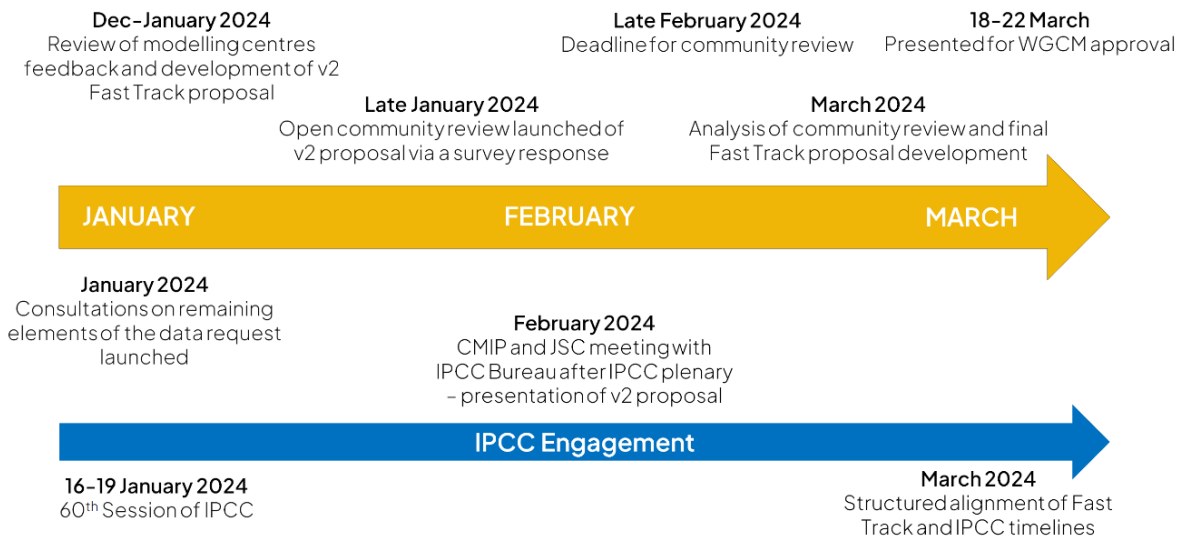 Dec-January 2024
Review of modelling centres
feedback and development of v2
Fast Track proposal
Late January 2024
Open community review launched of
v2 proposal via a survey response
Late February 2024
Deadline for community review
March 2024
Analysis of community review and final
Fast Track proposal development
18-22 March
Presented for WGCM approval
JANUARY
FEBRUARY
MARCH
January 2024
Consultations on remaining
elements of the data request
launched
February 2024
CMIP and JSC meeting with
IPCC Bureau after IPCC plenary
– presentation of v2 proposal
IPCC Engagement
16-19 January 2024
60th Session of IPCC
March 2024
Structured alignment of Fast
Track and IPCC timelines